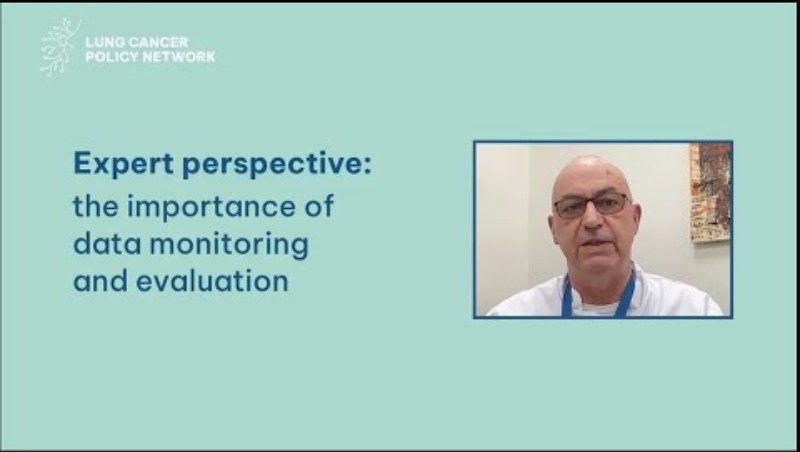 LUNG CANCER
POLICY NETWORK
Expert perspective:
the importance of
data monitoring
and evaluation